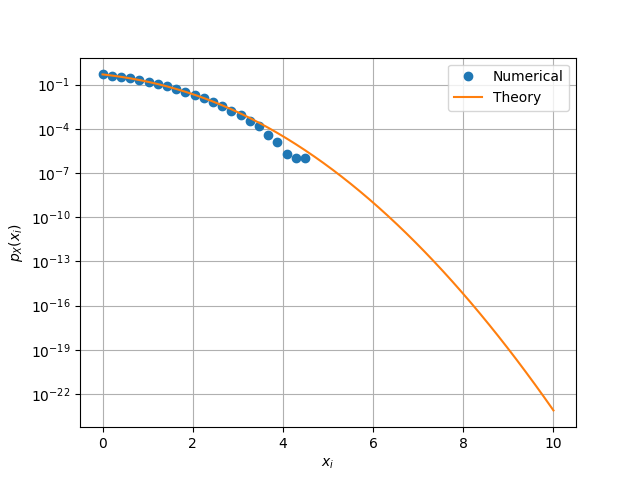 Numerical
Theory
10⁻¹
10⁻⁴
10⁻⁷
10⁻¹⁰
10⁻¹³
10⁻¹⁶
10⁻¹⁹
10⁻²²
p_X(x_i)
0 2 4 6 8 10
x_i